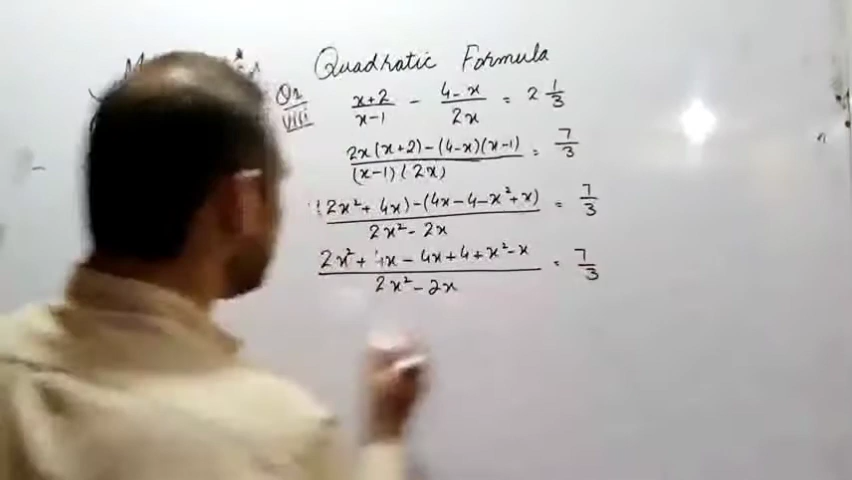 Quadratic Formula
Q2 x+2/x-1 - 4-x/2x = 2 1/3
viii
2x(x+2)-(4-x)(x-1)/(x-1)(2x) = 7/3
(2x²+4x)-(4x-4-x²+x)/2x²-2x = 7/3
2x²+4x-4x+4+x²-x/2x²-2x = 7/3